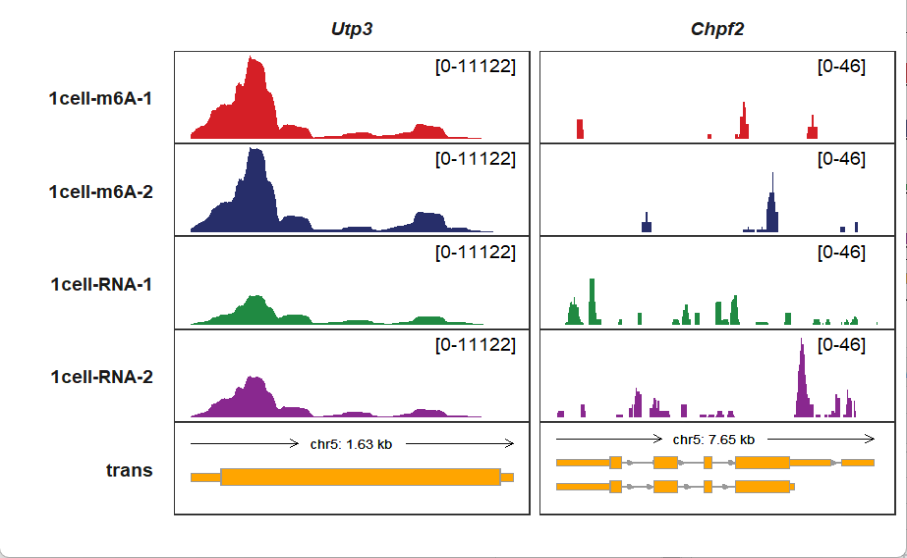 Utp3 Chpf2
1cell-m6A-1 [0-11122] [0-46]
1cell-m6A-2 [0-11122] [0-46]
1cell-RNA-1 [0-11122] [0-46]
1cell-RNA-2 [0-11122] [0-46]
trans chr5: 1.63 kb chr5: 7.65 kb